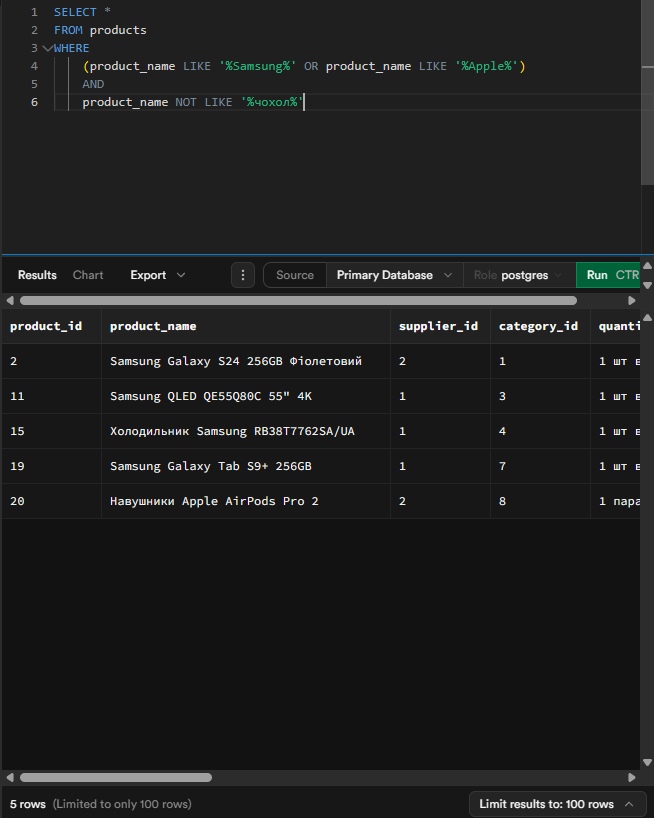 1 SELECT *
2 FROM products
3 WHERE
4 (product_name LIKE '%Samsung%' OR product_name LIKE '%Apple%')
5 AND
6 product_name NOT LIKE '%чохол%'
Results Chart Export Source Primary Database Role postgres Run CTR
product_id product_name supplier_id category_id quanti
2 Samsung Galaxy S24 256GB Фіолетовий 2 1 1 шт в
11 Samsung QLED QE55Q80C 55" 4K 1 3 1 шт в
15 Холодильник Samsung RB38T7762SA/UA 1 4 1 шт в
19 Samsung Galaxy Tab S9+ 256GB 1 7 1 шт в
20 Навушники Apple AirPods Pro 2 2 8 1 пара
5 rows (Limited to only 100 rows) Limit results to: 100 rows